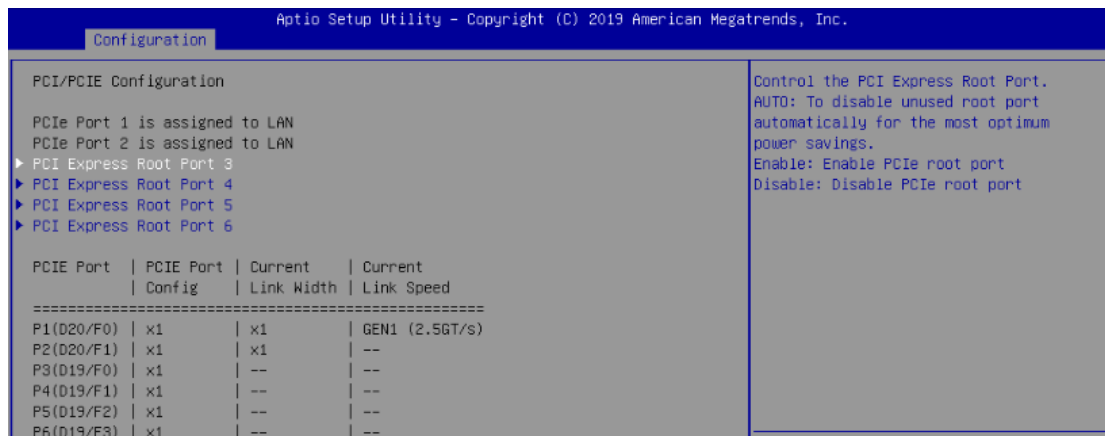 Aptio Setup Utility – Copyright (C) 2019 American Megatrends, Inc.
Configuration
PCI/PCIE Configuration
PCIe Port 1 is assigned to LAN
PCIe Port 2 is assigned to LAN
▶ PCI Express Root Port 3
▶ PCI Express Root Port 4
▶ PCI Express Root Port 5
▶ PCI Express Root Port 6
PCIE Port | PCIE Port | Current | Current
| Config | Link Width | Link Speed
==================================================
P1(D20/F0) | x1 | x1 | GEN1 (2.5GT/s)
P2(D20/F1) | x1 | x1 | --
P3(D19/F0) | x1 | -- | --
P4(D19/F1) | x1 | -- | --
P5(D19/F2) | x1 | -- | --
P6(D19/F3) | x1 | -- | --
Control the PCI Express Root Port.
AUTO: To disable unused root port
automatically for the most optimum
power savings.
Enable: Enable PCIe root port
Disable: Disable PCIe root port